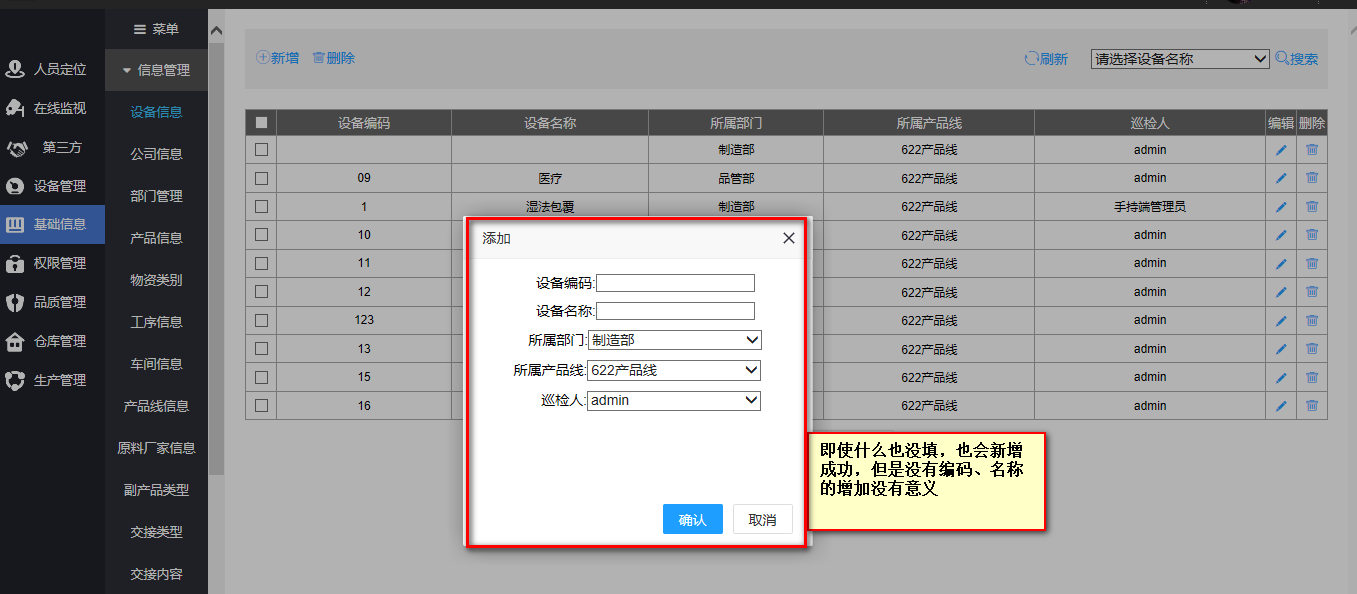 菜单
人员定位
在线监视
第三方
设备管理
基础信息
权限管理
品质管理
仓库管理
生产管理
信息管理
设备信息
公司信息
部门管理
产品信息
物资类别
工序信息
车间信息
产品线信息
原料厂家信息
副产品类型
交接类型
交接内容
新增 删除 刷新 请选择设备名称 搜索
设备编码 设备名称 所属部门 所属产品线 巡检人 编辑 删除
制造部 622产品线 admin
09 医疗 品管部 622产品线 admin
1 湿法包覆 制造部 622产品线 手持端管理员
10 622产品线 admin
11 622产品线 admin
12 622产品线 admin
123 622产品线 admin
13 622产品线 admin
15 622产品线 admin
16 622产品线 admin
添加
设备编码:
设备名称:
所属部门: 制造部
所属产品线: 622产品线
巡检人: admin
确认 取消
即使什么也没填，也会新增
成功，但是没有编码、名称
的增加没有意义